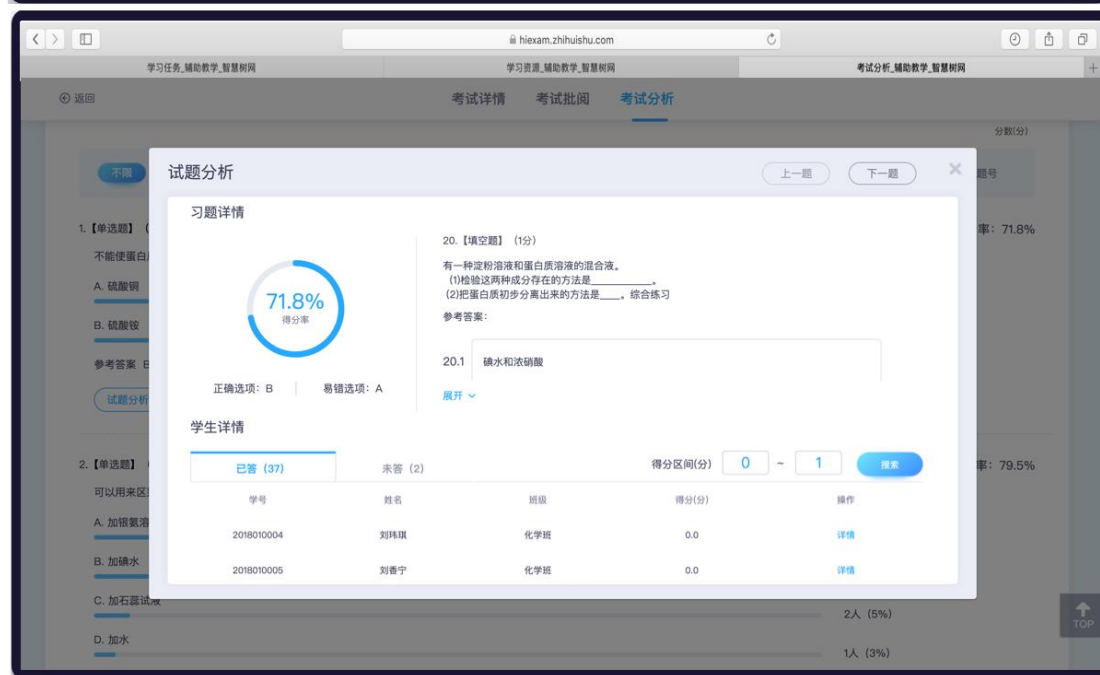 hiexam.zhihuishu.com
学习任务_辅助教学_智慧树网
学习资源_辅助教学_智慧树网
考试分析_辅助教学_智慧树网
返回
考试详情 考试批阅 考试分析
分数(分)
不限
题号
试题分析
上一题 下一题
习题详情
71.8%
得分率
正确选项：B 易错选项：A
20.【填空题】（1分）
有一种淀粉溶液和蛋白质溶液的混合液。
(1)检验这两种成分存在的方法是__________。
(2)把蛋白质初步分离出来的方法是____。综合练习
参考答案：
20.1 碘水和浓硝酸
展开
学生详情
已答（37） 未答（2） 得分区间(分) 0 ~ 1 搜索
学号 姓名 班级 得分(分) 操作
2018010004 刘玮琪 化学班 0.0 详情
2018010005 刘香宁 化学班 0.0 详情
1.【单选题】（
率：71.8%
不能使蛋白
A. 硫酸铜
B. 硫酸铵
参考答案 B
试题分析
2.【单选题】
率：79.5%
可以用来区
A. 加银氨溶
B. 加碘水
C. 加石蕊试液
2人（5%）
D. 加水
1人（3%）
TOP